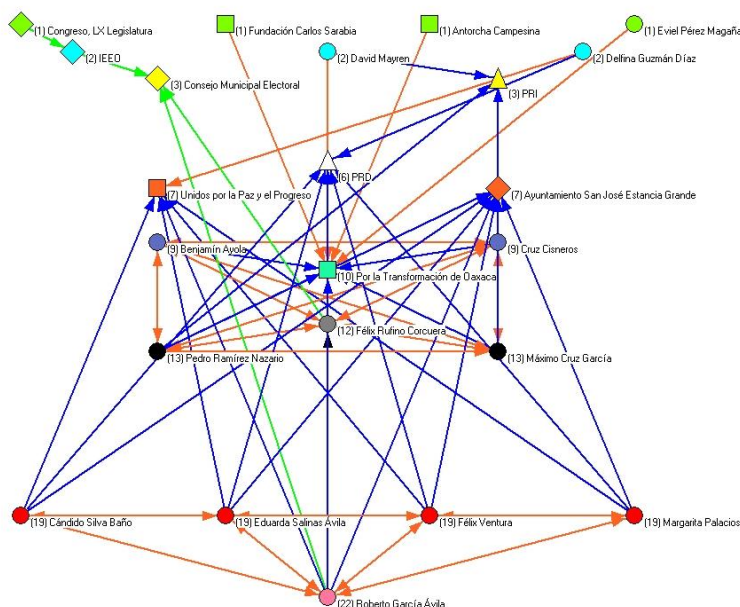 (1) Congreso, LX Legislatura
(1) Fundación Carlos Sarabia
(1) Antorcha Campesina
(1) Eviel Pérez Magaña
(2) IEEO
(2) David Mayren
(2) Delfina Guzmán Díaz
(3) Consejo Municipal Electoral
(3) PRI
(6) PRD
(7) Unidos por la Paz y el Progreso
(7) Ayuntamiento San José Estancia Grande
(9) Benjamín Ayola
(9) Cruz Cisneros
(10) Por la Transformación de Oaxaca
(12) Félix Rufino Corcuera
(13) Pedro Ramírez Nazario
(13) Máximo Cruz García
(19) Cándido Silva Baño
(19) Eduarda Salinas Ávila
(19) Félix Ventura
(19) Margarita Palacios
(22) Roberto García Ávila